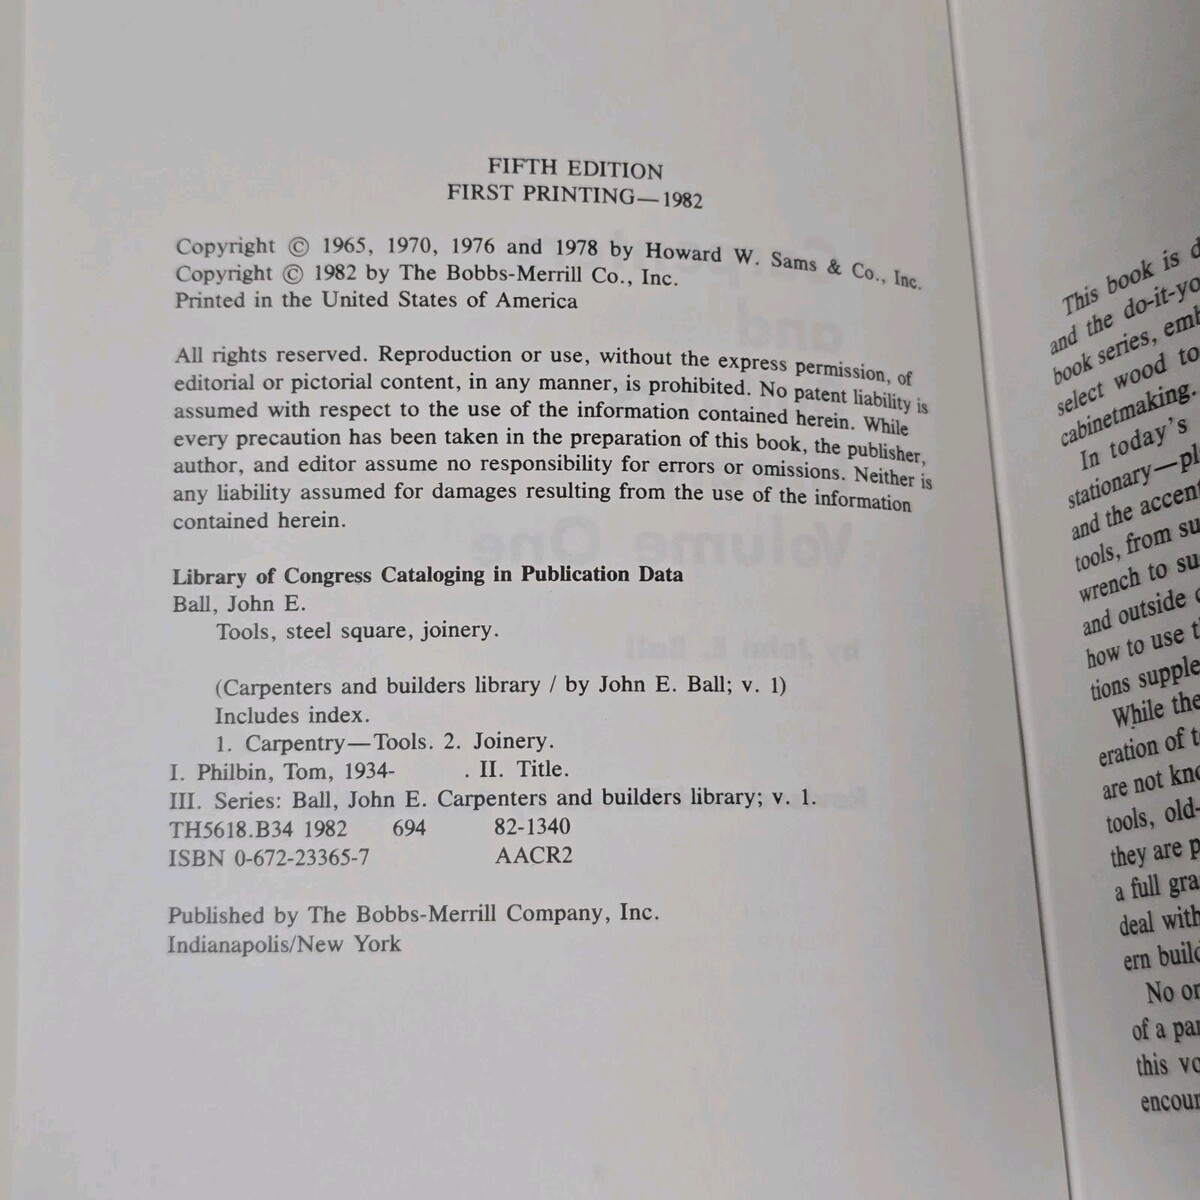 FIFTH EDITION
FIRST PRINTING—1982
Copyright © 1965, 1970, 1976 and 1978 by Howard W. Sams & Co., Inc.
Copyright © 1982 by The Bobbs-Merrill Co., Inc.
Printed in the United States of America
All rights reserved. Reproduction or use, without the express permission, of
editorial or pictorial content, in any manner, is prohibited. No patent liability is
assumed with respect to the use of the information contained herein. While
every precaution has been taken in the preparation of this book, the publisher,
author, and editor assume no responsibility for errors or omissions. Neither is
any liability assumed for damages resulting from the use of the information
contained herein.
Library of Congress Cataloging in Publication Data
Ball, John E.
Tools, steel square, joinery.
(Carpenters and builders library / by John E. Ball; v. 1)
Includes index.
1. Carpentry—Tools. 2. Joinery.
I. Philbin, Tom, 1934- . II. Title.
III. Series: Ball, John E. Carpenters and builders library; v. 1.
TH5618.B34 1982 694 82-1340
ISBN 0-672-23365-7 AACR2
Published by The Bobbs-Merrill Company, Inc.
Indianapolis/New York
This book is
and the do-it-yo
book series, emb
select wood to
cabinetmaking.
In today's
stationary—pl
and the accent
tools, from su
wrench to su
and outside
how to use t
tions supple
While the
eration of t
are not kno
tools, old-
they are p
a full gra
deal with
ern build
No or
of a par
this vo
encour